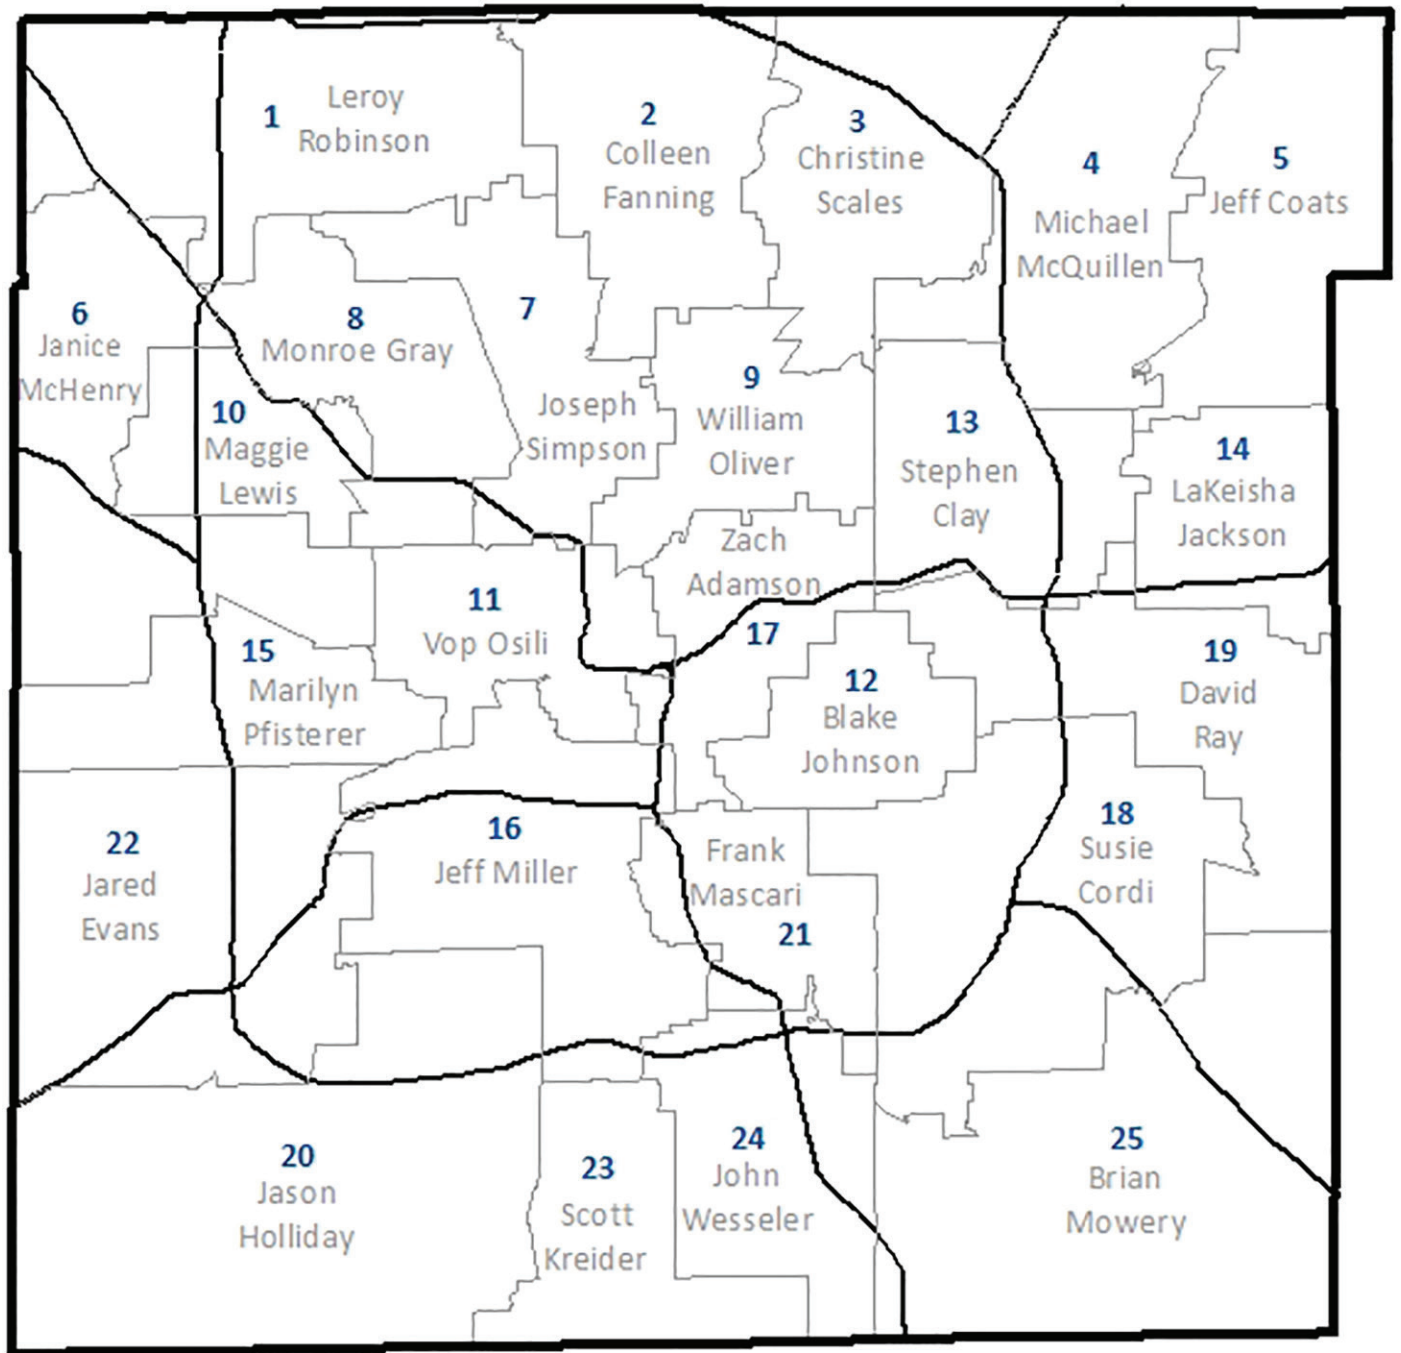 1
Leroy
Robinson
2
Colleen
Fanning
3
Christine
Scales
4
Michael
McQuillen
5
Jeff Coats
6
Janice
McHenry
8
Monroe Gray
7
Joseph
Simpson
9
William
Oliver
10
Maggie
Lewis
13
Stephen
Clay
14
LaKeisha
Jackson
Zach
Adamson
17
11
Vop Osili
15
Marilyn
Pfisterer
12
Blake
Johnson
19
David
Ray
22
Jared
Evans
16
Jeff Miller
Frank
Mascari
21
18
Susie
Cordi
20
Jason
Holliday
23
Scott
Kreider
24
John
Wesseler
25
Brian
Mowery